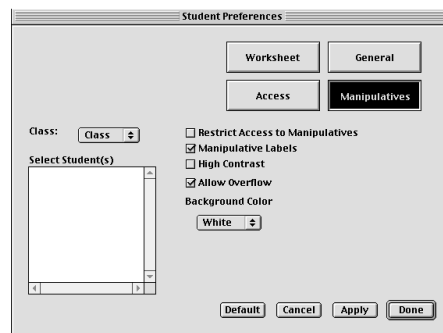 Student Preferences
Worksheet
General
Access
Manipulatives
Class:
Class
Restrict Access to Manipulatives
Manipulative Labels
High Contrast
Select Student(s)
Allow Overflow
Background Color
White
Default
Cancel
Apply
Done